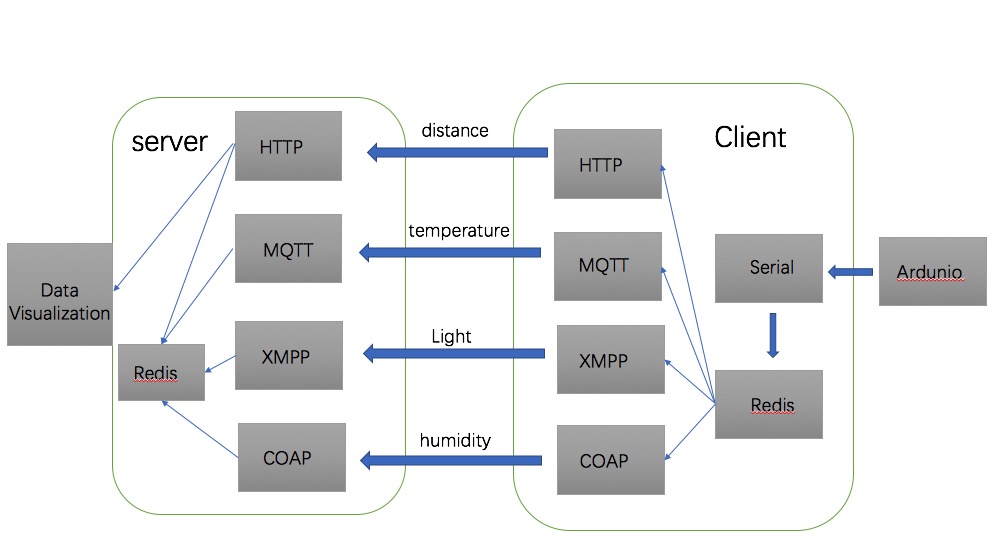 server
HTTP
distance
HTTP
Client
MQTT
temperature
MQTT
Serial
Ardunio
Data
Visualization
XMPP
Light
XMPP
Redis
Redis
COAP
humidity
COAP